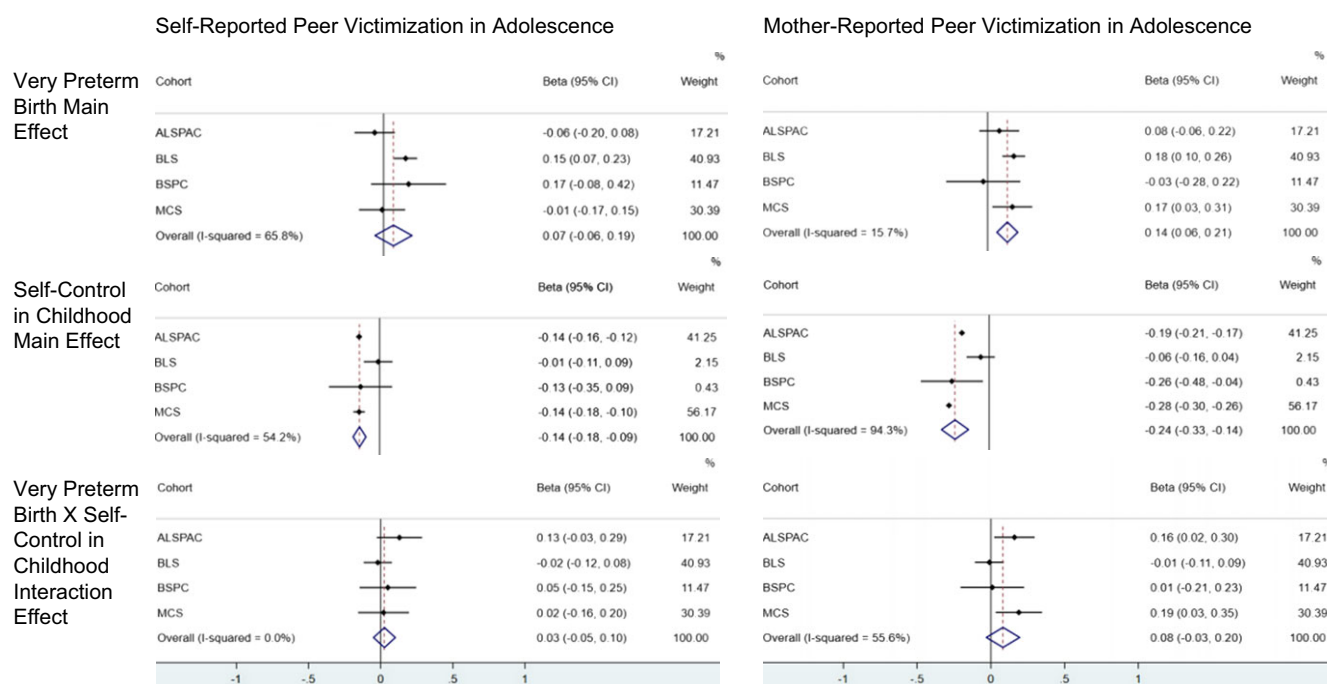 Self-Reported Peer Victimization in Adolescence
Mother-Reported Peer Victimization in Adolescence
Very Preterm
Birth Main
Effect
%
Cohort Beta (95% CI) Weight
ALSPAC -0.06 (-0.20, 0.08) 17.21
BLS 0.15 (0.07, 0.23) 40.93
BSPC 0.17 (-0.08, 0.42) 11.47
MCS -0.01 (-0.17, 0.15) 30.39
Overall (I-squared = 65.8%) 0.07 (-0.06, 0.19) 100.00
%
Cohort Beta (95% CI) Weight
ALSPAC 0.08 (-0.06, 0.22) 17.21
BLS 0.18 (0.10, 0.26) 40.93
BSPC -0.03 (-0.28, 0.22) 11.47
MCS 0.17 (0.03, 0.31) 30.39
Overall (I-squared = 15.7%) 0.14 (0.06, 0.21) 100.00
Self-Control
in Childhood
Main Effect
%
Cohort Beta (95% CI) Weight
ALSPAC -0.14 (-0.16, -0.12) 41.25
BLS -0.01 (-0.11, 0.09) 2.15
BSPC -0.13 (-0.35, 0.09) 0.43
MCS -0.14 (-0.18, -0.10) 56.17
Overall (I-squared = 54.2%) -0.14 (-0.18, -0.09) 100.00
%
Cohort Beta (95% CI) Weight
ALSPAC -0.19 (-0.21, -0.17) 41.25
BLS -0.06 (-0.16, 0.04) 2.15
BSPC -0.26 (-0.48, -0.04) 0.43
MCS -0.28 (-0.30, -0.26) 56.17
Overall (I-squared = 94.3%) -0.24 (-0.33, -0.14) 100.00
Very Preterm
Birth X Self-
Control in
Childhood
Interaction
Effect
%
Cohort Beta (95% CI) Weight
ALSPAC 0.13 (-0.03, 0.29) 17.21
BLS -0.02 (-0.12, 0.08) 40.93
BSPC 0.05 (-0.15, 0.25) 11.47
MCS 0.02 (-0.16, 0.20) 30.39
Overall (I-squared = 0.0%) 0.03 (-0.05, 0.10) 100.00
-1 -.5 0 .5 1
%
Cohort Beta (95% CI) Weight
ALSPAC 0.16 (0.02, 0.30) 17.21
BLS -0.01 (-0.11, 0.09) 40.93
BSPC 0.01 (-0.21, 0.23) 11.47
MCS 0.19 (0.03, 0.35) 30.39
Overall (I-squared = 55.6%) 0.08 (-0.03, 0.20) 100.00
-1 -.5 0 .5 1